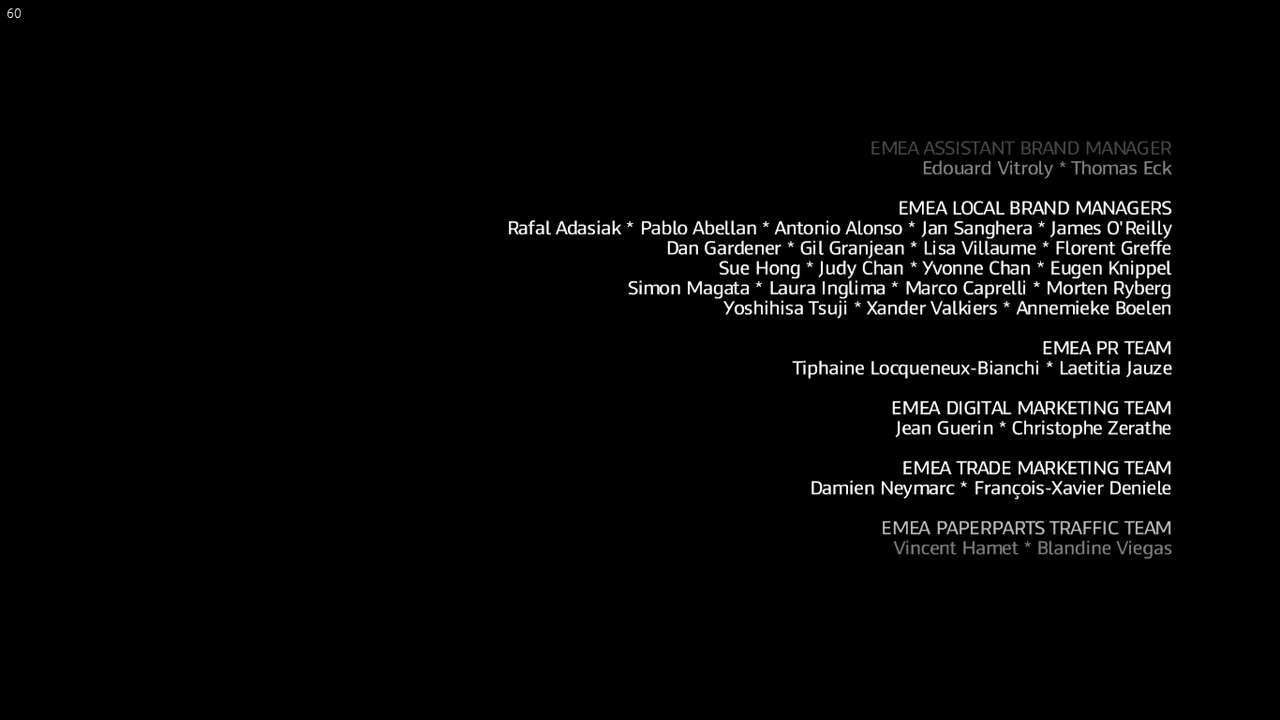 60
EMEA ASSISTANT BRAND MANAGER
Edouard Vitroly * Thomas Eck
EMEA LOCAL BRAND MANAGERS
Rafal Adasiak * Pablo Abellan * Antonio Alonso * Jan Sanghera * James O'Reilly
Dan Gardener * Gil Granjean * Lisa Villaume * Florent Greffe
Sue Hong * Judy Chan * Yvonne Chan * Eugen Knippel
Simon Magata * Laura Inglima * Marco Caprelli * Morten Ryberg
Yoshihisa Tsuji * Xander Valkiers * Annemieke Boelen
EMEA PR TEAM
Tiphaine Locqueneux-Bianchi * Laetitia Jauze
EMEA DIGITAL MARKETING TEAM
Jean Guerin * Christophe Zerathe
EMEA TRADE MARKETING TEAM
Damien Neymarc * François-Xavier Deniele
EMEA PAPERPARTS TRAFFIC TEAM
Vincent Hamet * Blandine Viegas